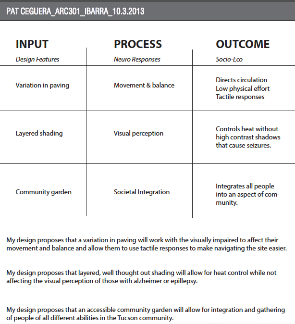 PAT CEGUERA_ARC301_IBARRA_10.3.2013
INPUT PROCESS OUTCOME
Design Features Neuro Responses Socio-Eco
Variation in paving Movement & balance Directs circulation
Low physical effort
Tactile responses
Layered shading Visual perception Controls heat without
high contrast shadows
that cause seizures.
Community garden Societal Integration Integrates all people
into an aspect of com-
munity.
My design proposes that a variation in paving will work with the visually impaired to affect their
movement and balance and allow them to use tactile responses to make navigating the site easier.
My design proposes that layered, well thought out shading will allow for heat control while not
affecting the visual perception of those with alzheimer or epillepsy.
My design proposes that an accessible community garden will allow for integration and gathering
of people of all different abilities in the Tucson community.